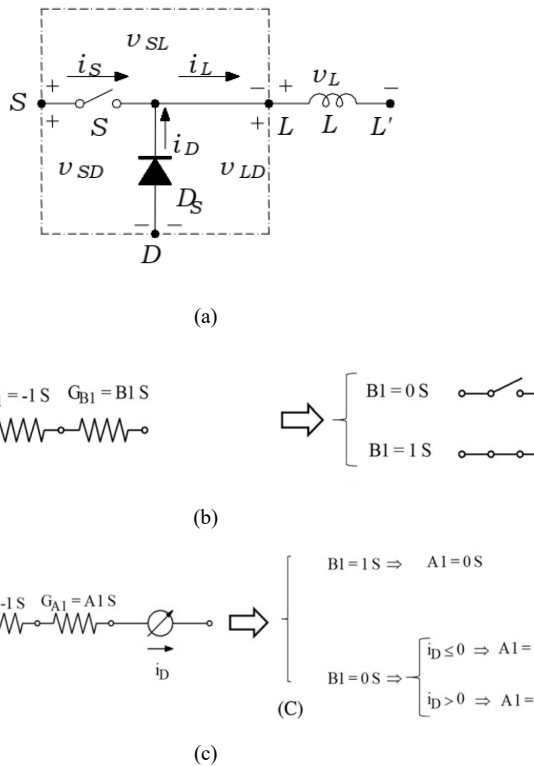 v_SL
i_S i_L
+ − + v_L −
S S L L L'
+ +
v_SD i_D v_LD
D_S
− −
D
(a)
= -1 S G_B1 = B1 S
B1 = 0 S
B1 = 1 S
(b)
-1 S G_A1 = A1 S
i_D
B1 = 1 S ⇒ A1 = 0 S
B1 = 0 S ⇒
i_D ≤ 0 ⇒ A1 =
i_D > 0 ⇒ A1 =
(C)
(c)